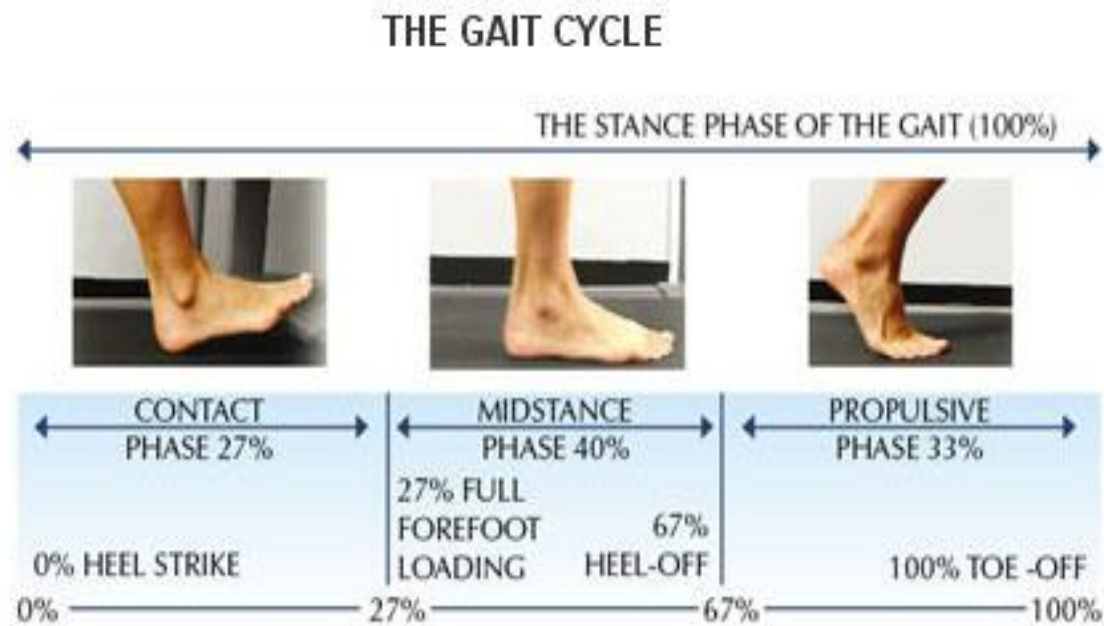 THE GAIT CYCLE
THE STANCE PHASE OF THE GAIT (100%)
CONTACT
PHASE 27%
0% HEEL STRIKE
MIDSTANCE
PHASE 40%
27% FULL
FOREFOOT
LOADING
67%
HEEL-OFF
PROPULSIVE
PHASE 33%
100% TOE -OFF
0% 27% 67% 100%